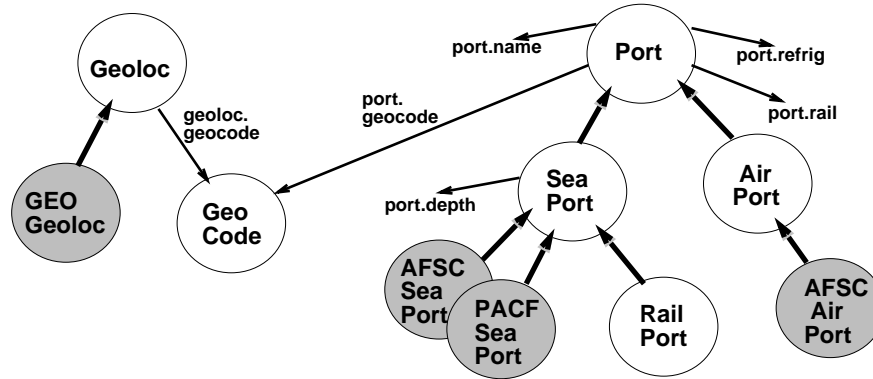 Geoloc
geoloc.
geocode
GEO
Geoloc
Geo
Code
port.
geocode
port.name
Port
port.refrig
port.rail
port.depth
Sea
Port
Air
Port
AFSC
Sea
Port
PACF
Sea
Port
Rail
Port
AFSC
Air
Port